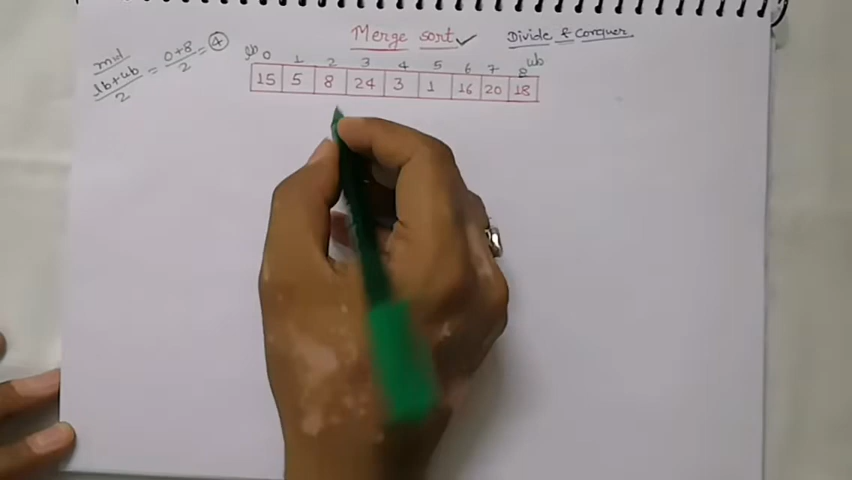 Merge sort ✓ Divide & Conquer
mid
lb+ub / 2 = 0+8 / 2 = 4
lb ub
0 1 2 3 4 5 6 7 8
15 5 8 24 3 1 16 20 18